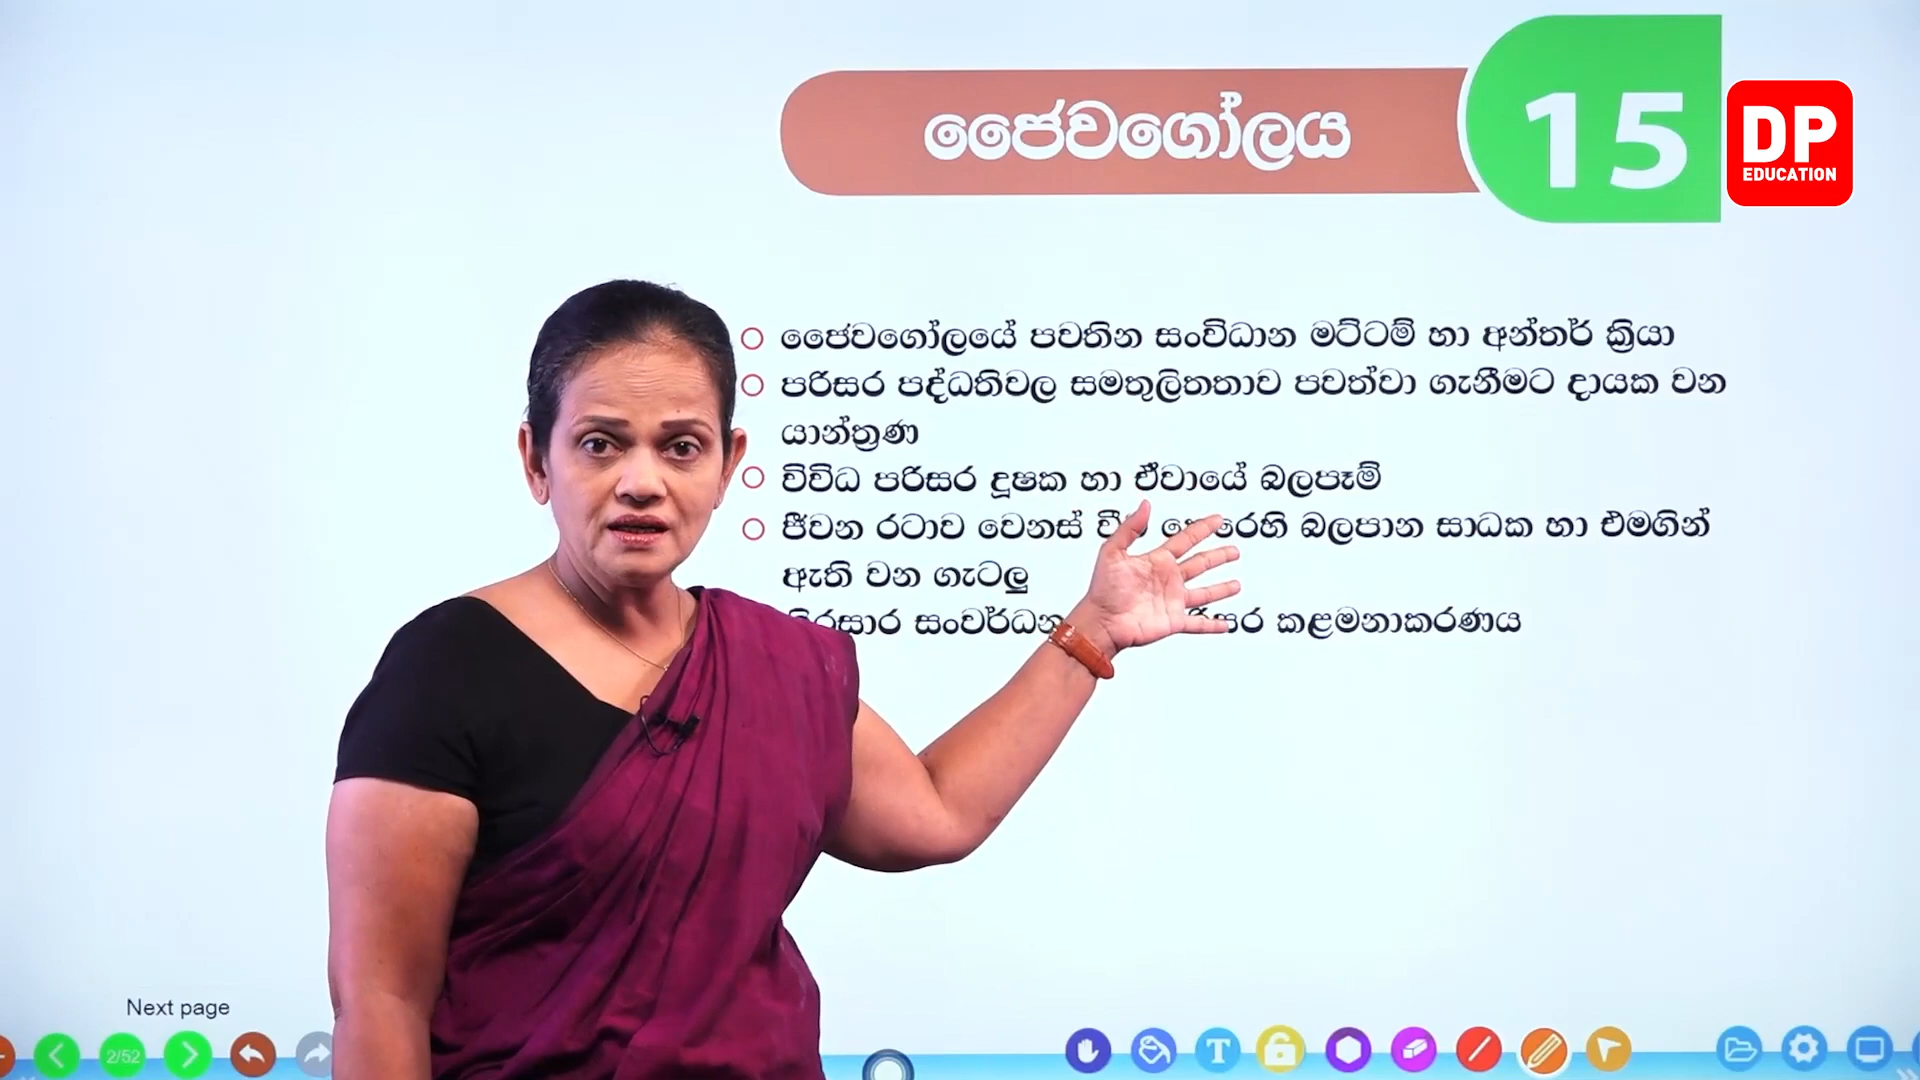 ජෛවගෝලය
15
DP
EDUCATION
ජෛවගෝලයේ පවතින සංවිධාන මට්ටම් හා අන්තර් ක්‍රියා
පරිසර පද්ධතිවල සමතුලිතතාව පවත්වා ගැනීමට දායක වන
යාන්ත්‍රණ
විවිධ පරිසර දූෂක හා ඒවායේ බලපෑම්
ජීවන රටාව වෙනස් බලපාන සාධක හා එමගින්
ඇති වන ගැටලු
සංවර්ධන කළමනාකරණය
Next page
2/52
T